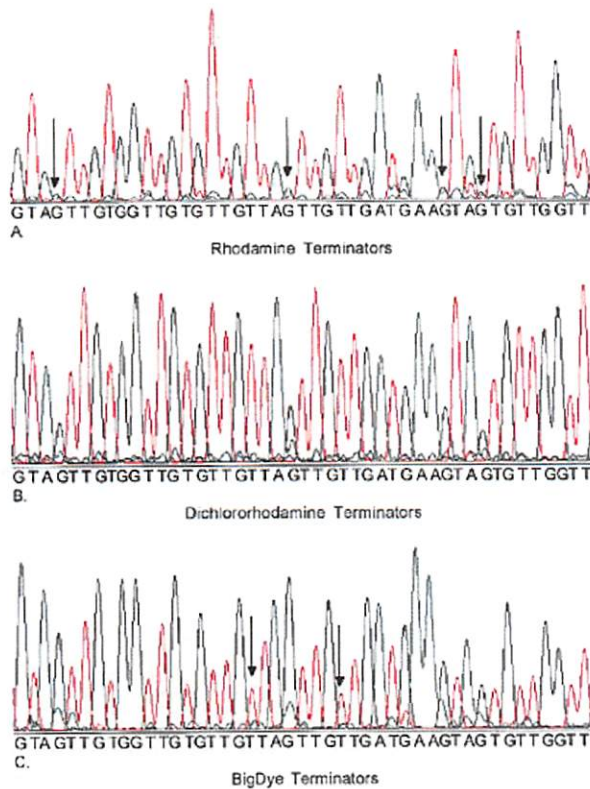 GTAGTTGTGGTTGTGTTGTTAGTTGTTGATGAAGTAGTGTTGGTT
A.
Rhodamine Terminators
GTAGTTGTGGTTGTGTTGTTAGTTGTTGATGAAGTAGTGTTGGTT
B.
Dichlororhodamine Terminators
GTAGTTGTGGTTGTGTTGTTAGTTGTTGATGAAGTAGTGTTGGTT
C.
BigDye Terminators